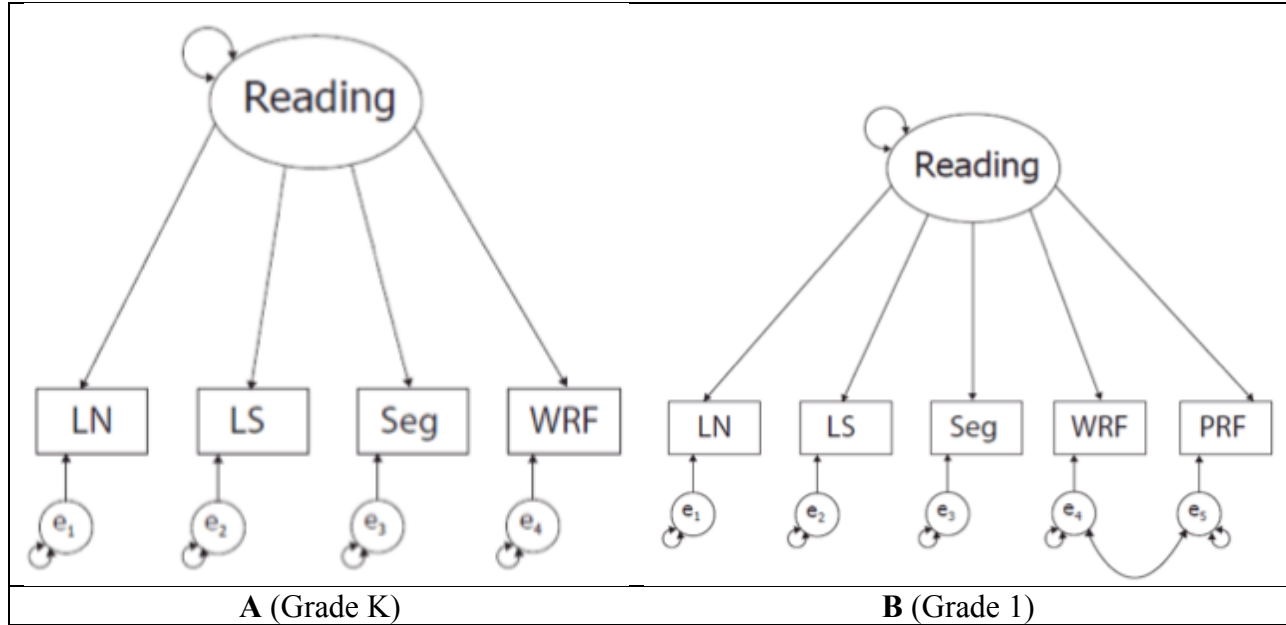 Reading
LN LS Seg WRF
e₁ e₂ e₃ e₄
A (Grade K)
Reading
LN LS Seg WRF PRF
e₁ e₂ e₃ e₄ e₅
B (Grade 1)